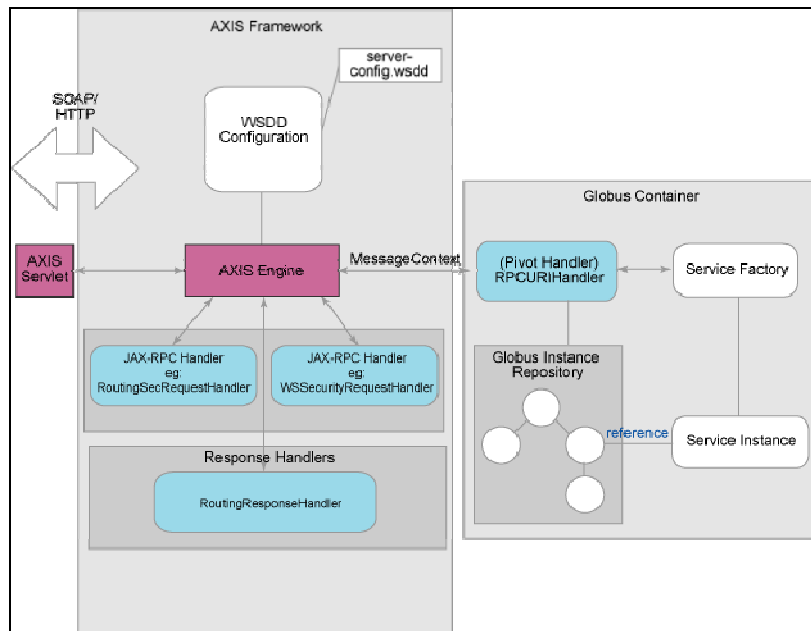 AXIS Framework
server-
config.wsdd
SOAP/
HTTP
WSDD
Configuration
Globus Container
AXIS
Servlet
AXIS Engine
MessageContext
(Pivot Handler)
RPCURIHandler
Service Factory
JAX-RPC Handler
eg:
RoutingSecRequestHandler
JAX-RPC Handler
eg:
WSSecurityRequestHandler
Globus Instance
Repository
reference
Service Instance
Response Handlers
RoutingResponseHandler